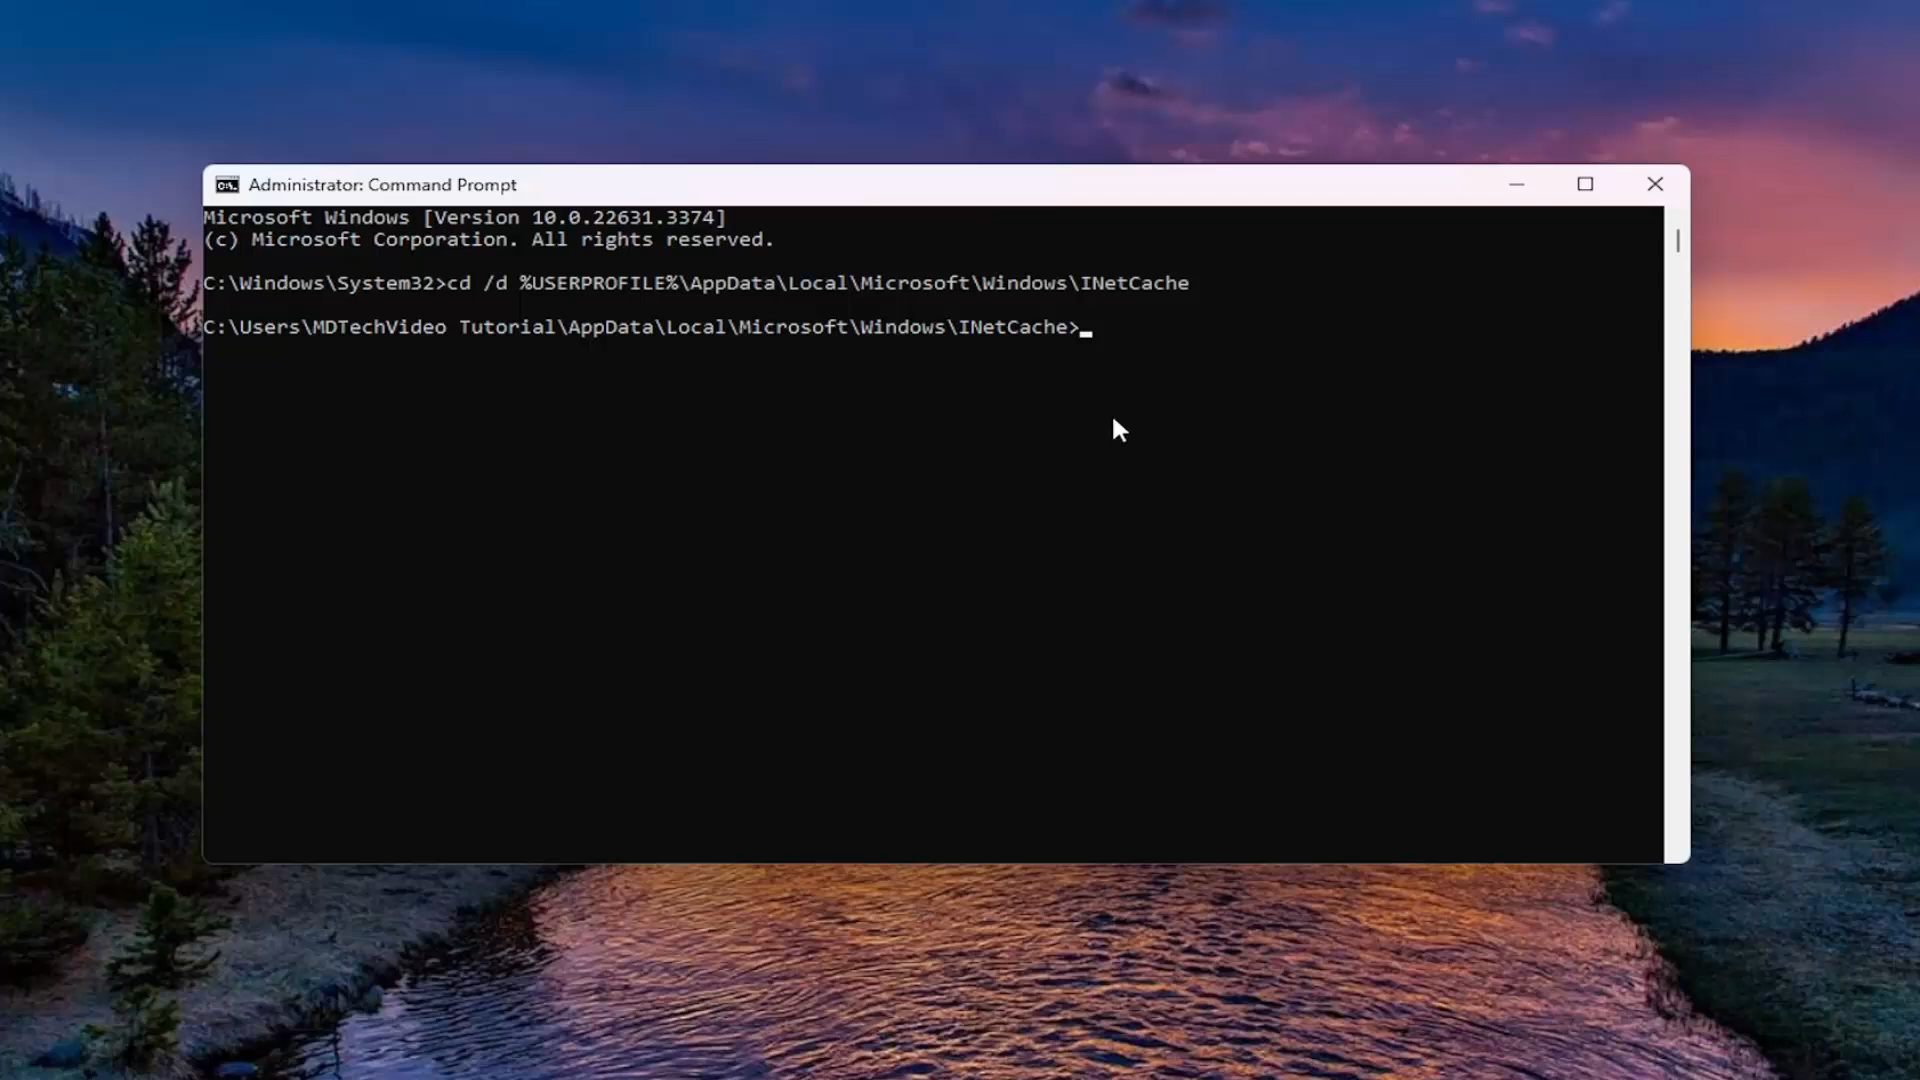 Administrator: Command Prompt
Microsoft Windows [Version 10.0.22631.3374]
(c) Microsoft Corporation. All rights reserved.
C:\Windows\System32>cd /d %USERPROFILE%\AppData\Local\Microsoft\Windows\INetCache
C:\Users\MDTechVideo Tutorial\AppData\Local\Microsoft\Windows\INetCache>